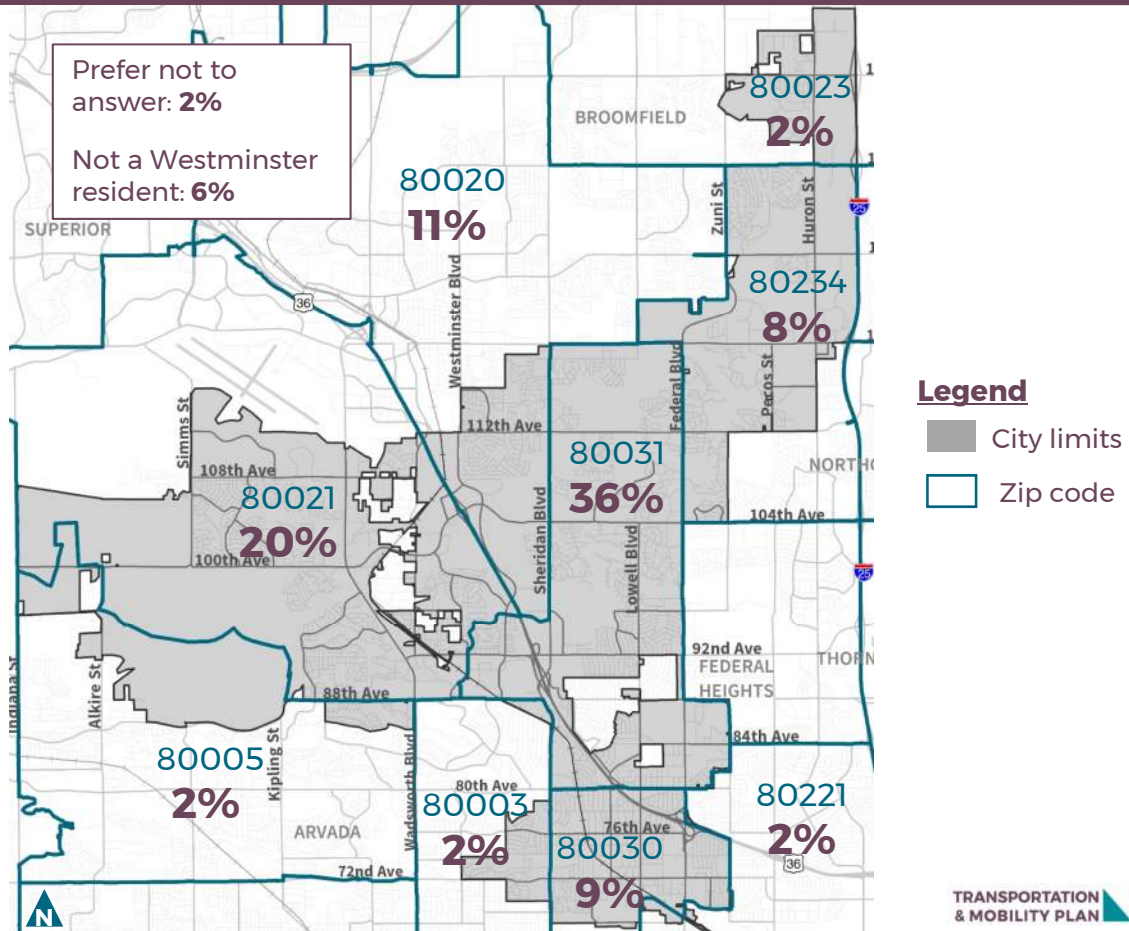 Prefer not to
answer: 2%
Not a Westminster
resident: 6%
80023
2%
BROOMFIELD
80020
11%
SUPERIOR
Zuni St
Huron St
25
36
Westminster Blvd
80234
8%
Federal Blvd
Pecos St
Simms St
112th Ave
108th Ave
80021
20%
100th Ave
Sheridan Blvd
80031
36%
Lowell Blvd
104th Ave
25
92nd Ave
FEDERAL
HEIGHTS
Indiana St
Alkire St
88th Ave
84th Ave
80005
2%
Kipling St
ARVADA
Wadsworth Blvd
80th Ave
80003
2%
76th Ave
80030
9%
80221
2%
36
72nd Ave
N
Legend
City limits
Zip code
TRANSPORTATION
& MOBILITY PLAN